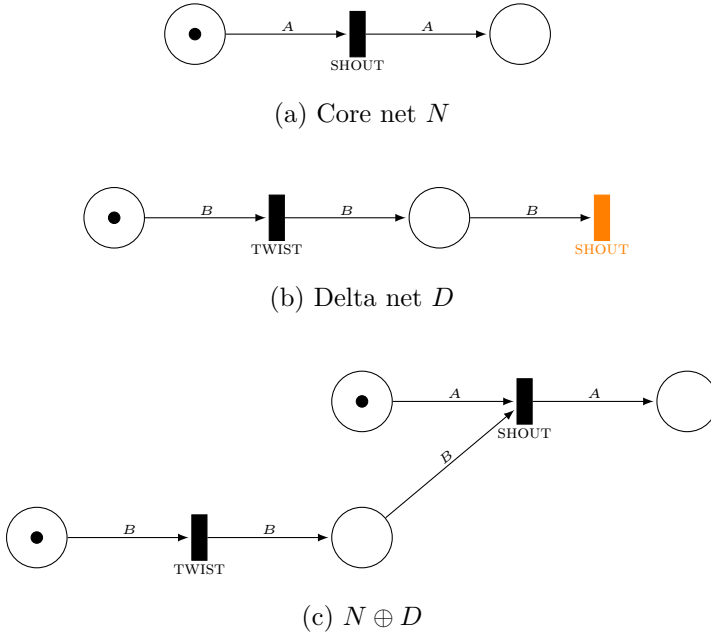 A A
SHOUT
(a) Core net N
B B B
TWIST SHOUT
(b) Delta net D
A A
SHOUT
B
B B
TWIST
(c) N ⊕ D